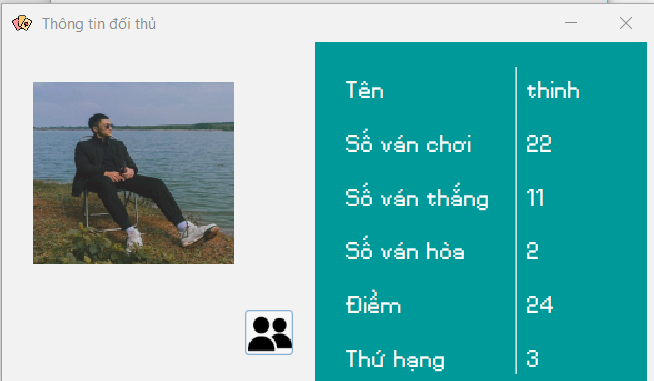 Thông tin đối thủ
Tên thinh
Số ván chơi 22
Số ván thắng 11
Số ván hòa 2
Điểm 24
Thứ hạng 3